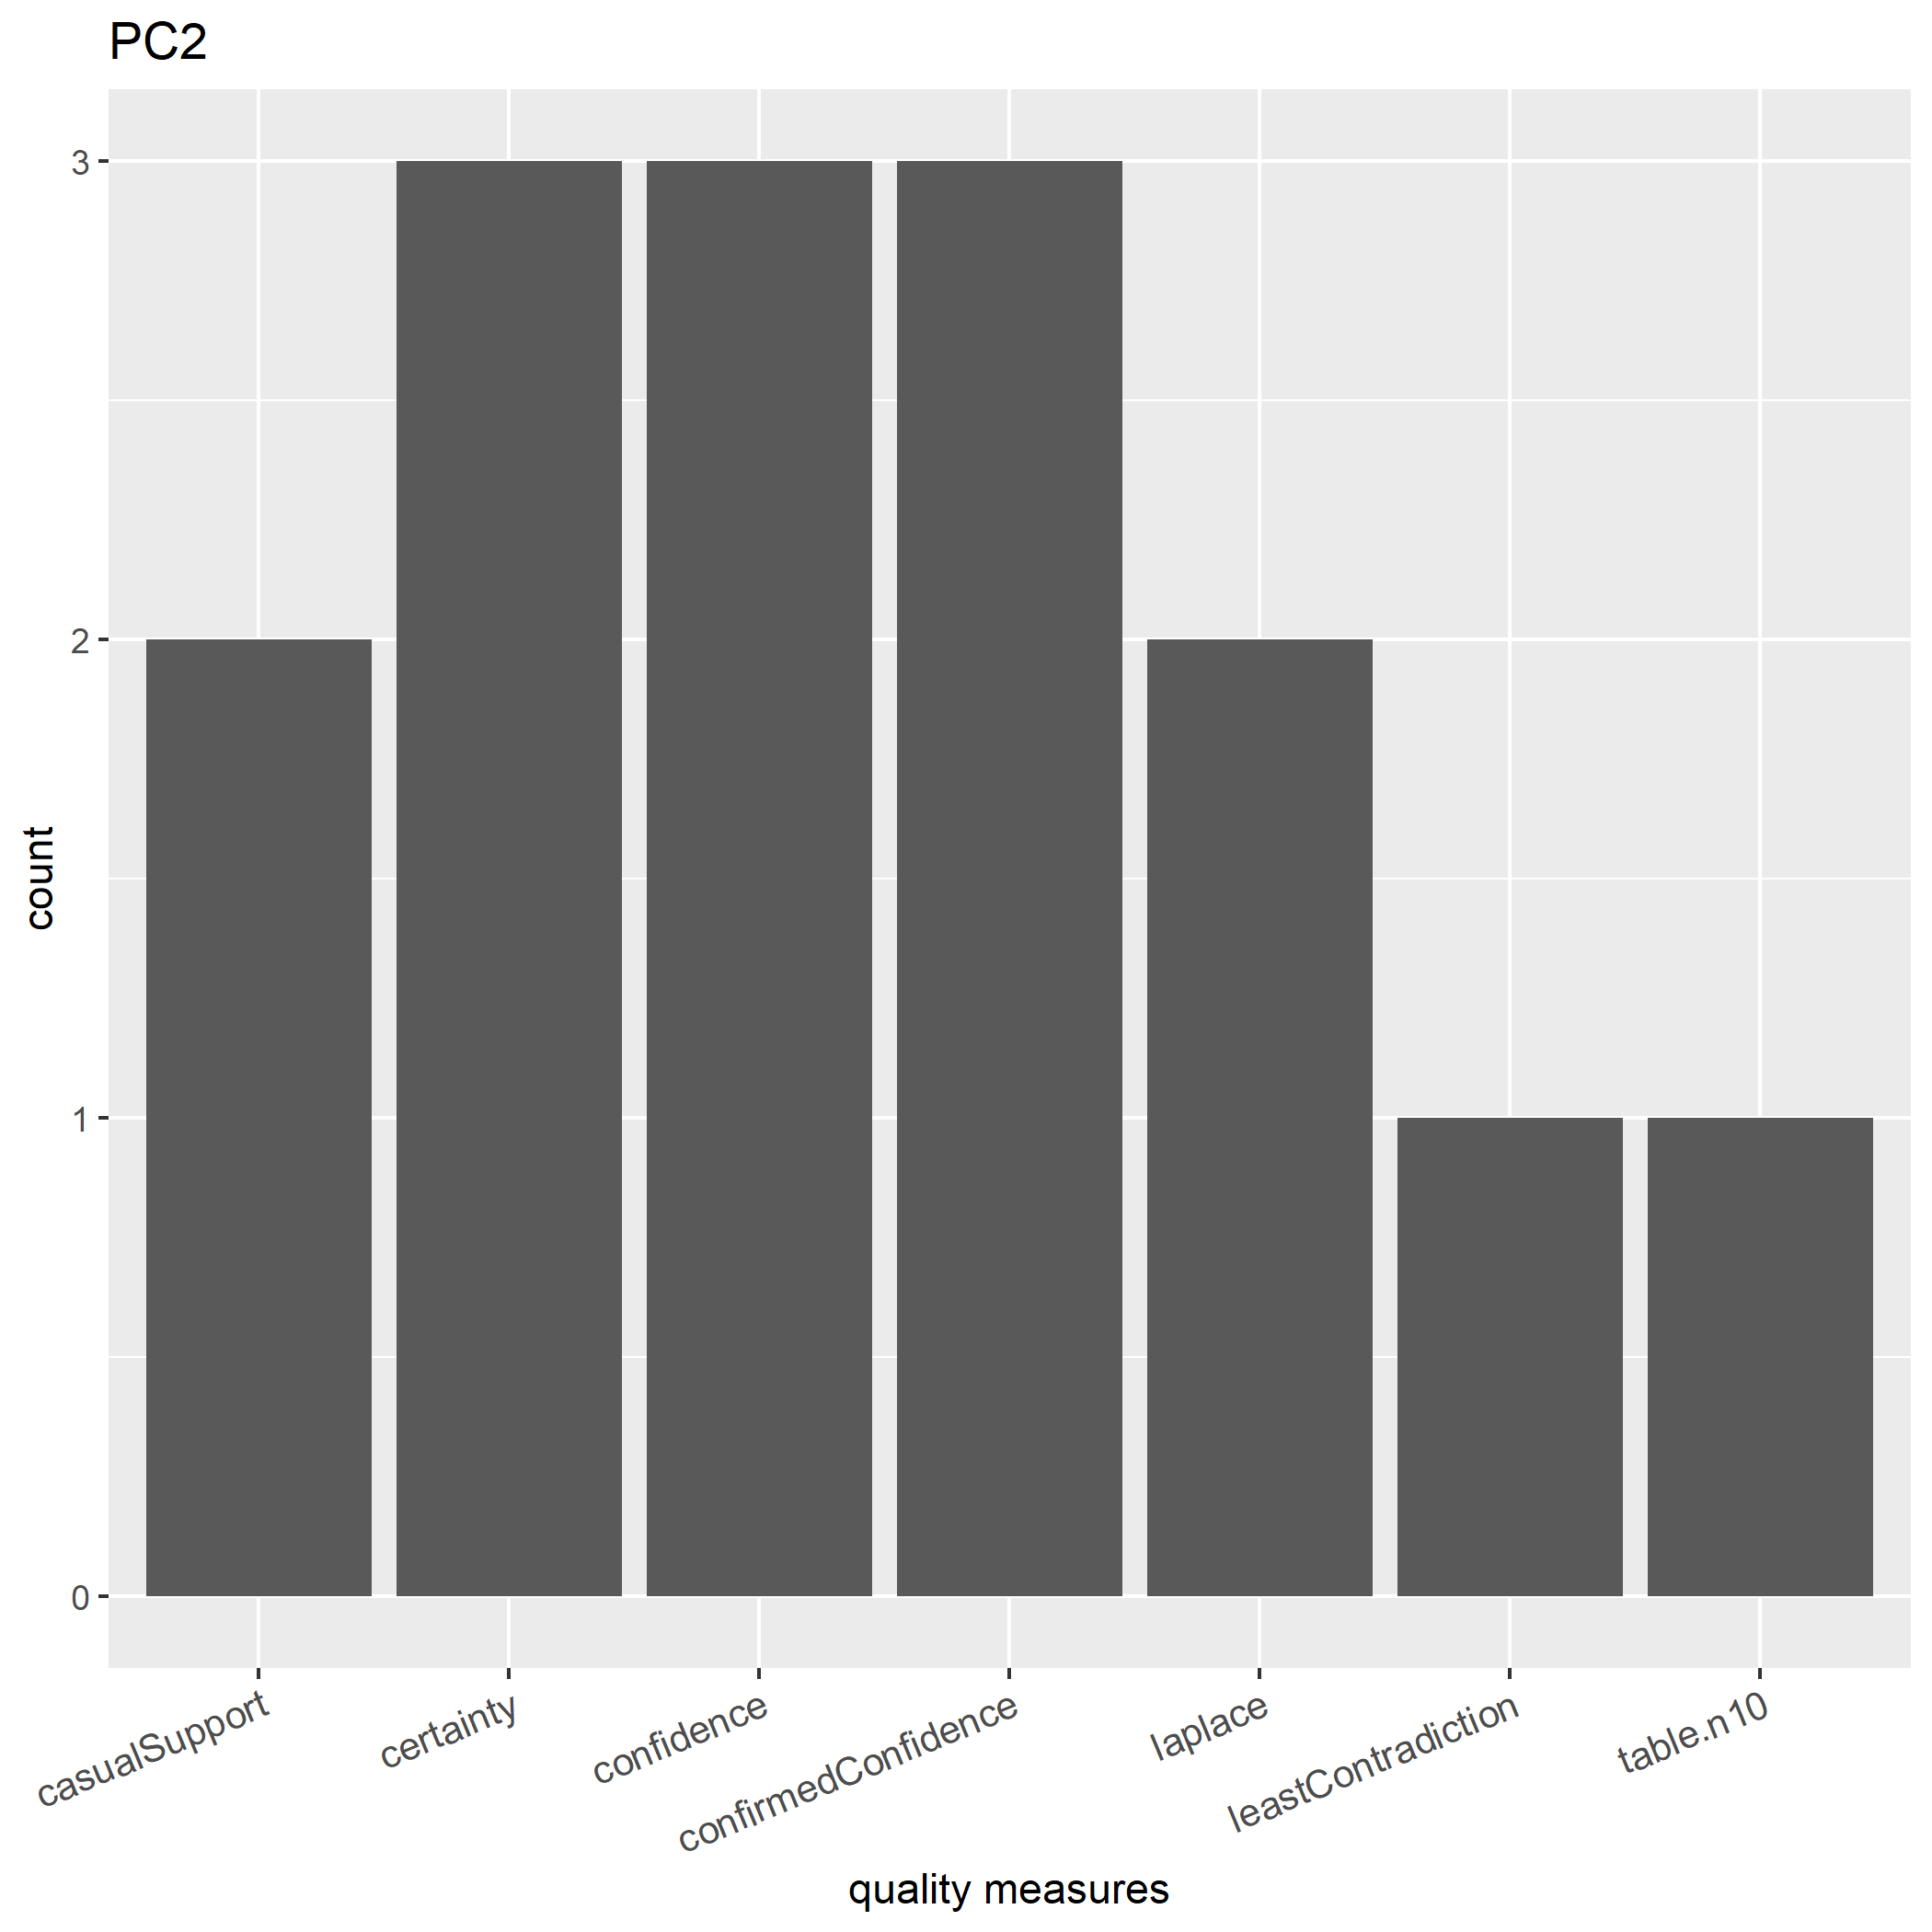 PC2
3
2
1
0
count
casualSupport
certainty
confidence
confirmedConfidence
laplace
leastContradiction
table.n10
quality measures